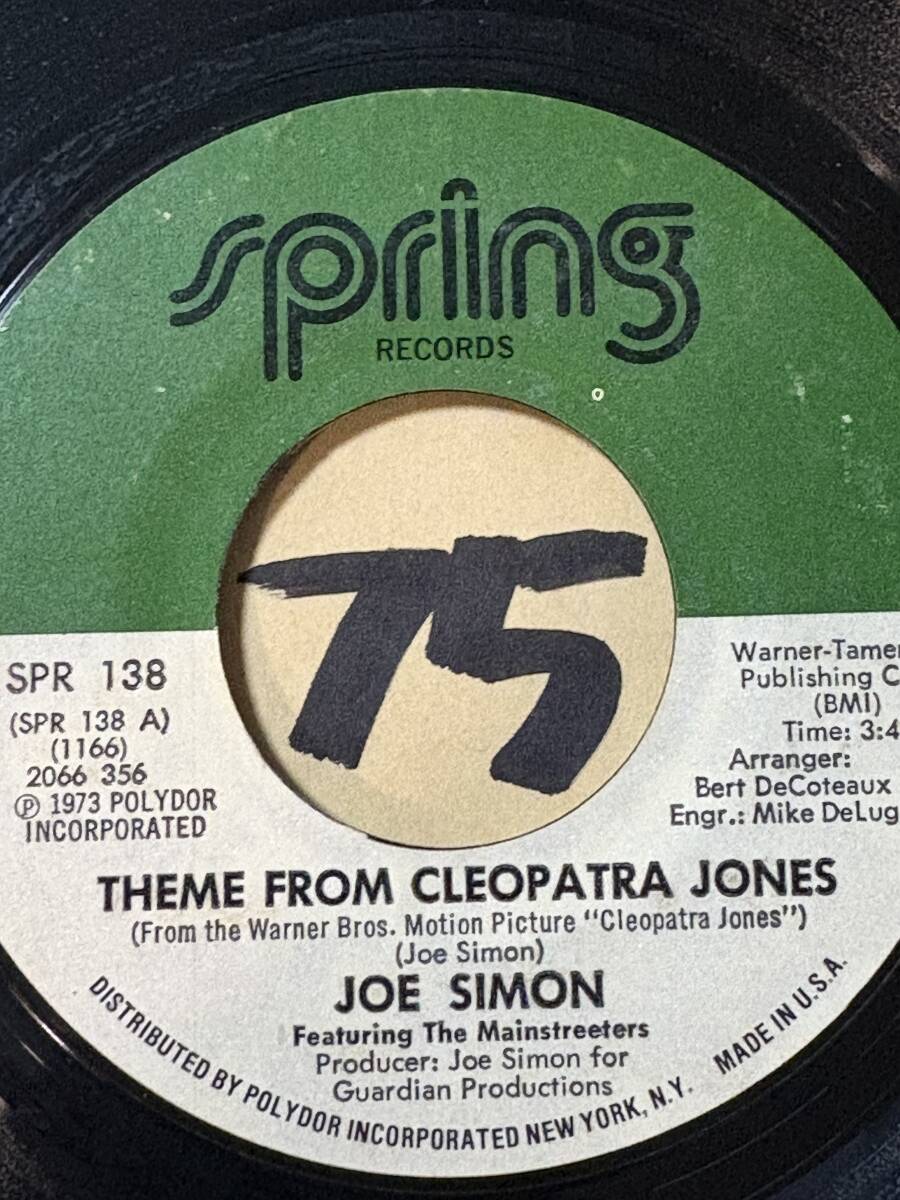 spring
RECORDS
75
SPR 138
(SPR 138 A)
(1166)
2066 356
℗ 1973 POLYDOR
INCORPORATED
Warner-Tamer
Publishing C
(BMI)
Time: 3:4
Arranger:
Bert DeCoteaux
Engr.: Mike DeLug
THEME FROM CLEOPATRA JONES
(From the Warner Bros. Motion Picture "Cleopatra Jones")
(Joe Simon)
JOE SIMON
Featuring The Mainstreeters
Producer: Joe Simon for
Guardian Productions
DISTRIBUTED BY POLYDOR INCORPORATED NEW YORK, N.Y. MADE IN U.S.A.